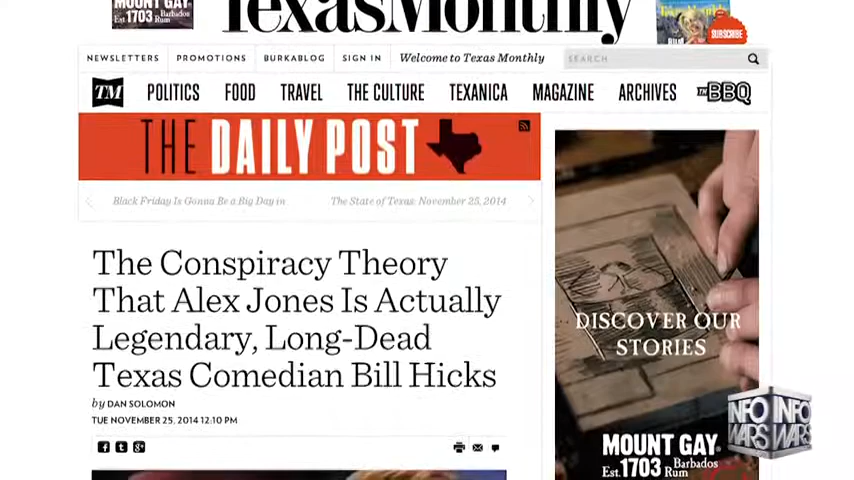 MOUNT GAY
Est. 1703 Barbados Rum
TexasMonthly
SUBSCRIBE
NEWSLETTERS PROMOTIONS BURKABLOG SIGN IN Welcome to Texas Monthly SEARCH
TM POLITICS FOOD TRAVEL THE CULTURE TEXANICA MAGAZINE ARCHIVES TM BBQ
THE DAILY POST
Black Friday Is Gonna Be a Big Day in The State of Texas: November 25, 2014
The Conspiracy Theory
That Alex Jones Is Actually
Legendary, Long-Dead
Texas Comedian Bill Hicks
by DAN SOLOMON
TUE NOVEMBER 25, 2014 12:10 PM
DISCOVER OUR
STORIES
MOUNT GAY
Est. 1703 Barbados Rum
INFO INFO
WARS WARS